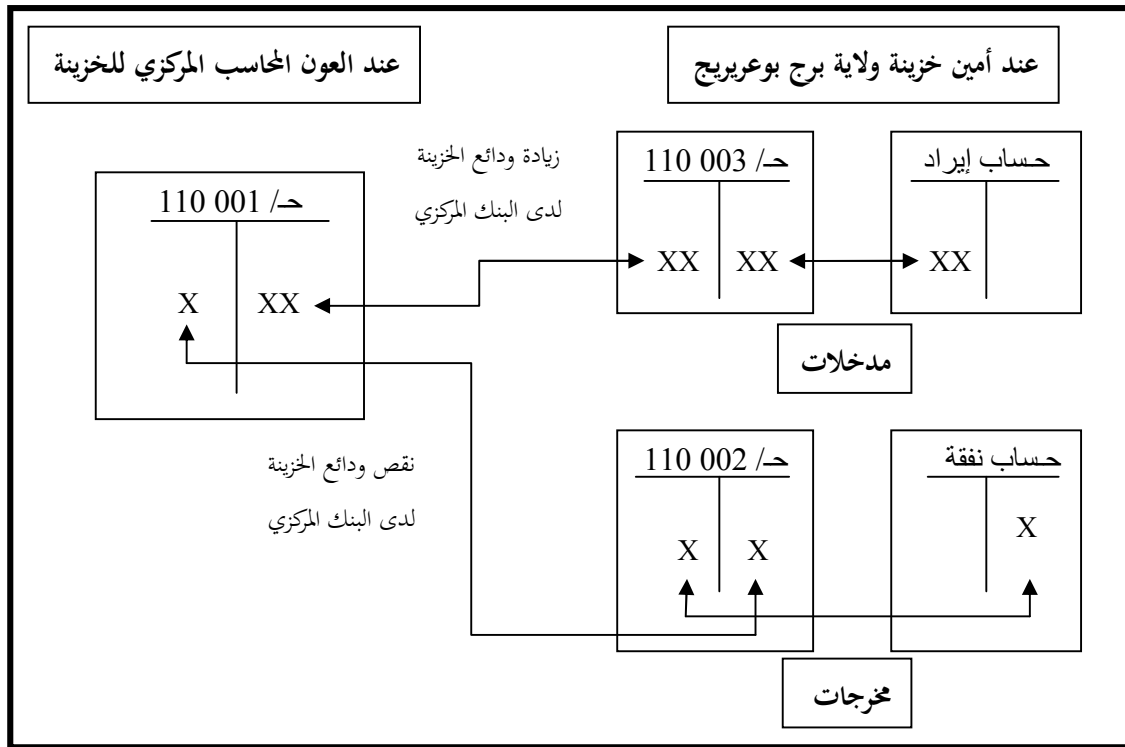 عند أمين خزينة ولاية برج بوعريريج
عند العون المحاسب المركزي للخزينة
حساب إيراد
XX
حـ/ 003 110
XX XX
مدخلات
زيادة ودائع الخزينة
لدى البنك المركزي
حـ/ 001 110
X XX
حساب نفقة
X
حـ/ 002 110
X X
مخرجات
نقص ودائع الخزينة
لدى البنك المركزي